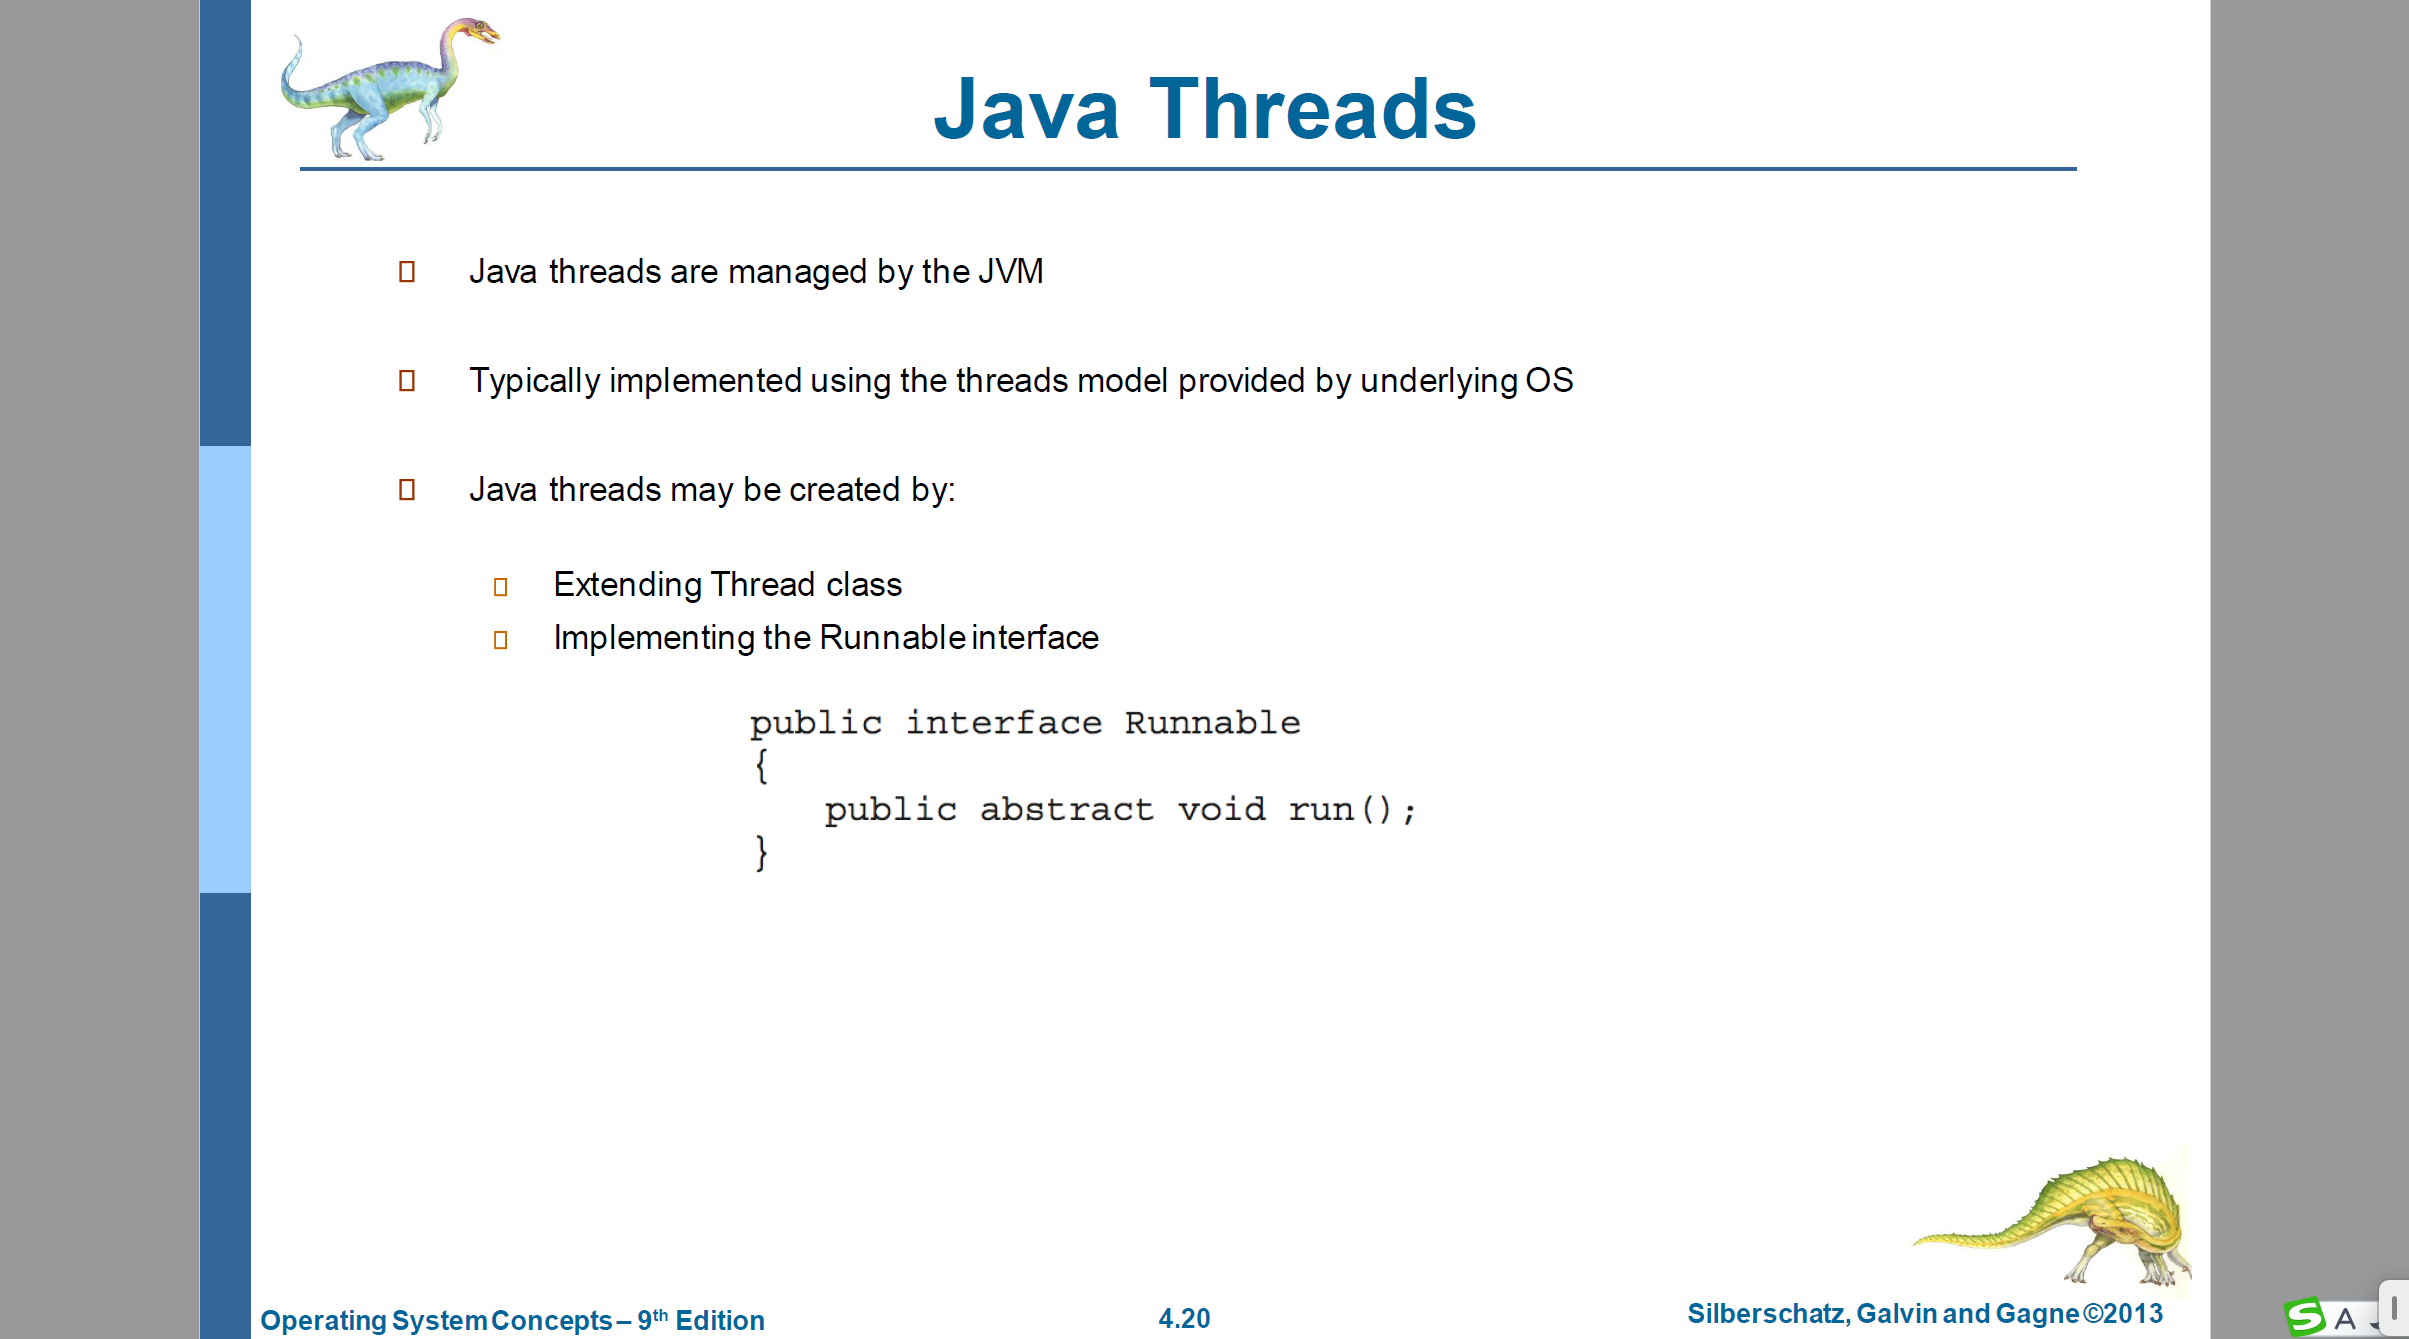 Java Threads
Java threads are managed by the JVM
Typically implemented using the threads model provided by underlying OS
Java threads may be created by:
Extending Thread class
Implementing the Runnable interface
public interface Runnable
{
public abstract void run();
}
Operating System Concepts – 9th Edition
4.20
Silberschatz, Galvin and Gagne ©2013
S A